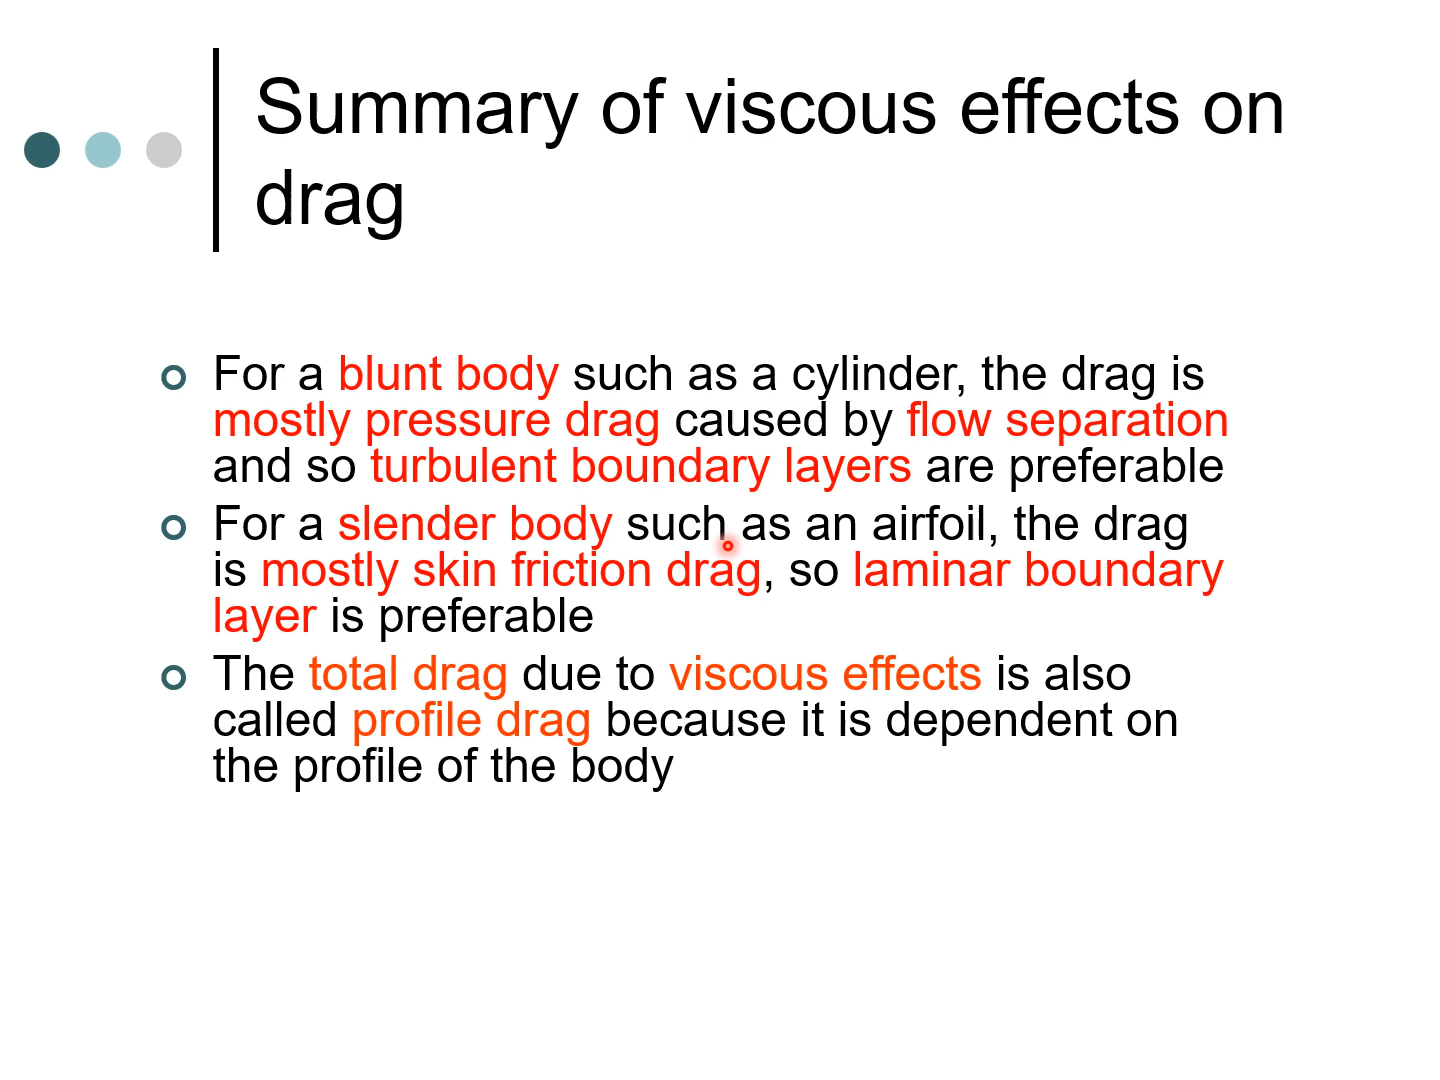 Summary of viscous effects on
drag
For a blunt body such as a cylinder, the drag is
mostly pressure drag caused by flow separation
and so turbulent boundary layers are preferable
For a slender body such as an airfoil, the drag
is mostly skin friction drag, so laminar boundary
layer is preferable
The total drag due to viscous effects is also
called profile drag because it is dependent on
the profile of the body